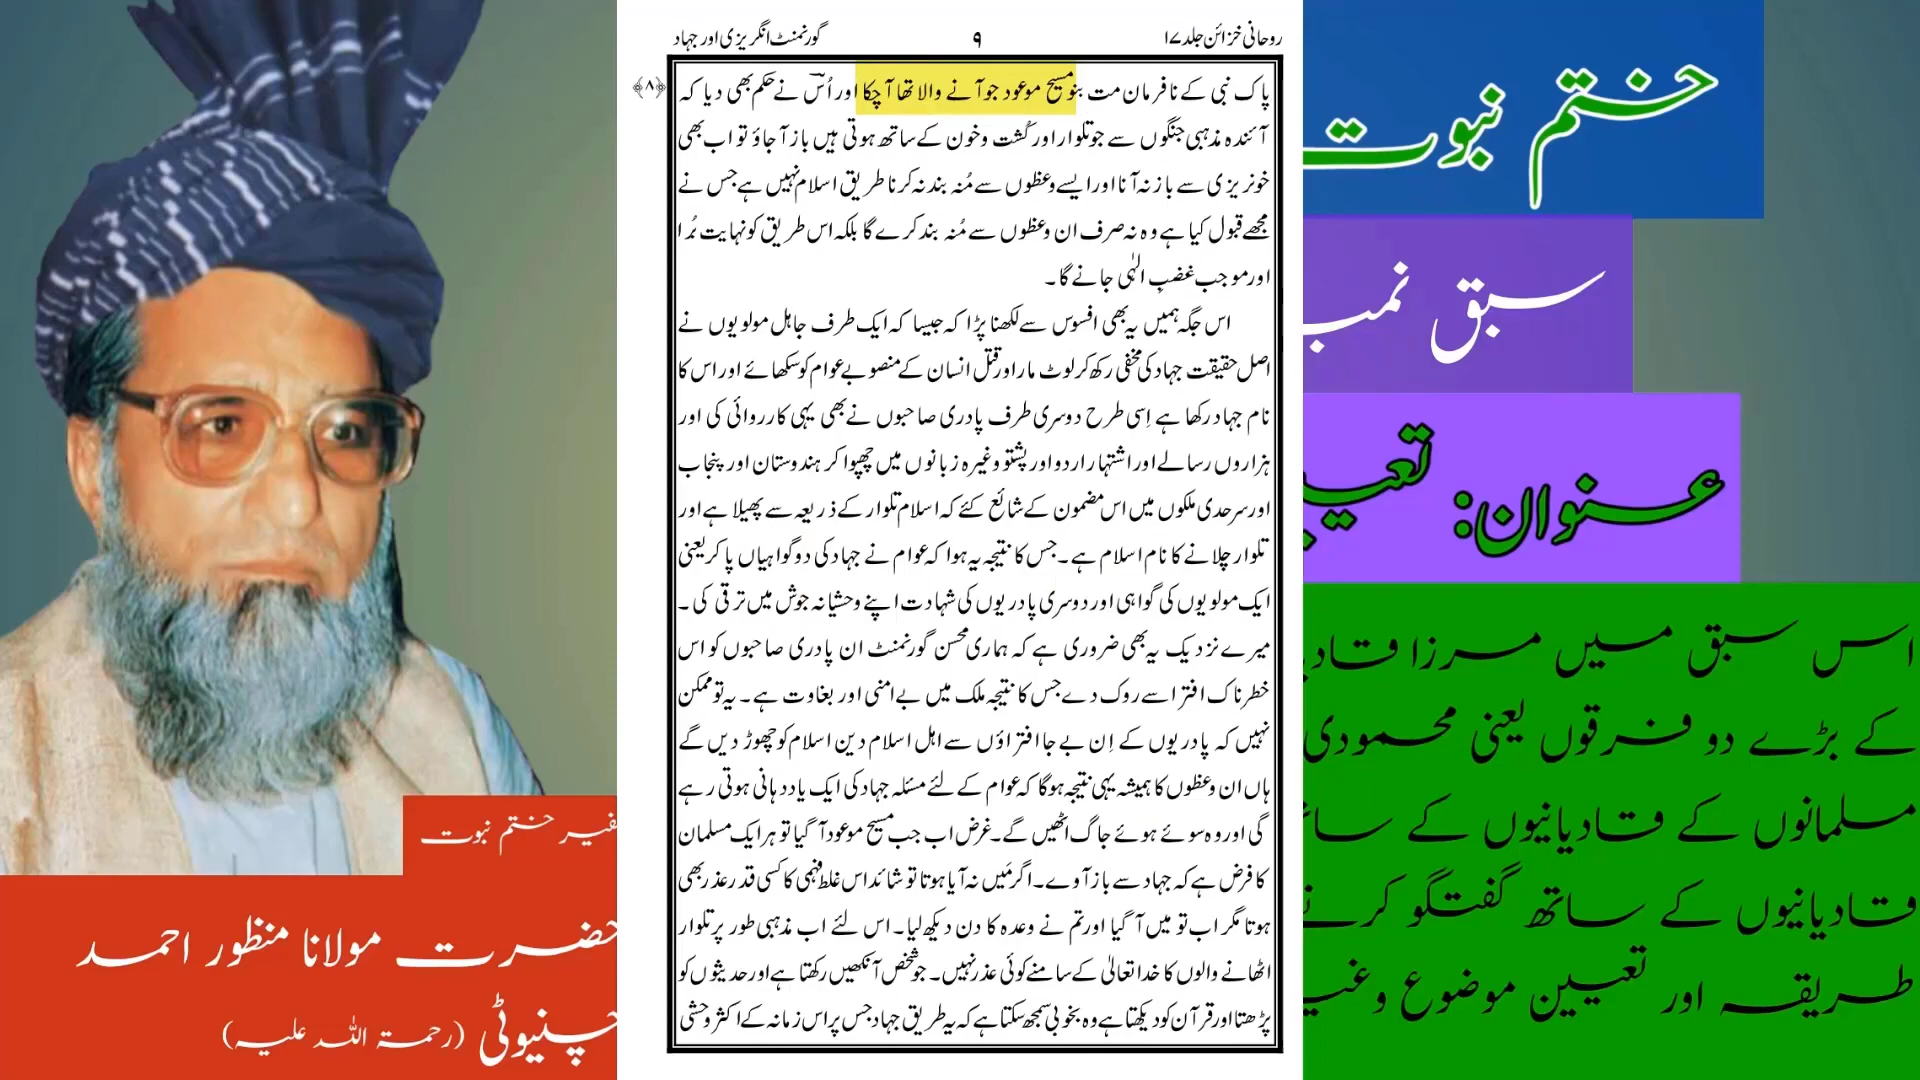 روحانی خزائن جلد ۱۷
۹
گورنمنٹ انگریزی اور جہاد
پاک نبی کے نافرمان مت بنو مسیح موعود جو آنے والا تھا آ چکا اور اُس نے حکم بھی دیا کہ
﴿۸﴾
آئندہ مذہبی جنگوں سے جو تلوار اور کُشت و خون کے ساتھ ہوتی ہیں باز آ جاؤ تو اب بھی
خونریزی سے باز نہ آنا اور ایسے وعظوں سے مُنہ بند نہ کرنا طریق اسلام نہیں ہے جس نے
مجھے قبول کیا ہے وہ نہ صرف ان وعظوں سے مُنہ بند کرے گا بلکہ اس طریق کو نہایت بُرا
اور موجب غضبِ الٰہی جانے گا۔
اس جگہ ہمیں یہ بھی افسوس سے لکھنا پڑا کہ جیسا کہ ایک طرف جاہل مولویوں نے
اصل حقیقت جہاد کی مخفی رکھ کر لوٹ مار اور قتل انسان کے منصوبے عوام کو سکھائے اور اس کا
نام جہاد رکھا ہے اِسی طرح دوسری طرف پادری صاحبوں نے بھی یہی کارروائی کی اور
ہزاروں رسالے اور اشتہار اردو اور پشتو وغیرہ زبانوں میں چھپوا کر ہندوستان اور پنجاب
اور سرحدی ملکوں میں اس مضمون کے شائع کئے کہ اسلام تلوار کے ذریعہ سے پھیلا ہے اور
تلوار چلانے کا نام اسلام ہے۔ جس کا نتیجہ یہ ہوا کہ عوام نے جہاد کی دو گواہیاں پا کر یعنی
ایک مولویوں کی گواہی اور دوسری پادریوں کی شہادت اپنے وحشیانہ جوش میں ترقی کی۔
میرے نزدیک یہ بھی ضروری ہے کہ ہماری محسن گورنمنٹ ان پادری صاحبوں کو اس
خطرناک افترا سے روک دے جس کا نتیجہ ملک میں بے امنی اور بغاوت ہے۔ یہ تو ممکن
نہیں کہ پادریوں کے اِن بے جا افتراؤں سے اہل اسلام دین اسلام کو چھوڑ دیں گے
ہاں ان وعظوں کا ہمیشہ یہی نتیجہ ہوگا کہ عوام کے لئے مسئلہ جہاد کی ایک یاد دہانی ہوتی رہے
گی اور وہ سوئے ہوئے جاگ اٹھیں گے۔ غرض اب جب مسیح موعود آ گیا تو ہر ایک مسلمان
کا فرض ہے کہ جہاد سے باز آوے۔ اگر مَیں نہ آیا ہوتا تو شائد اس غلط فہمی کا کسی قدر عذر بھی
ہوتا مگر اب تو میں آ گیا اور تم نے وعدہ کا دن دیکھ لیا۔ اس لئے اب مذہبی طور پر تلوار
اٹھانے والوں کا خدا تعالیٰ کے سامنے کوئی عذر نہیں۔ جو شخص آنکھیں رکھتا ہے اور حدیثوں کو
پڑھتا اور قرآن کو دیکھتا ہے وہ بخوبی سمجھ سکتا ہے کہ یہ طریق جہاد جس پر اس زمانہ کے اکثر وحشی
ختم نبوت
سبق نمب
عنوان: تعیی
اس سبق میں مرزا قادی
کے بڑے دو فرقوں یعنی محمودی
مسلمانوں کے قادیانیوں کے سا
قادیانیوں کے ساتھ گفتگو کرنے
طریقہ اور تعیین موضوع وغی
سفیر ختم نبوت
حضرت مولانا منظور احمد
چنیوٹی (رحمۃ اللہ علیہ)